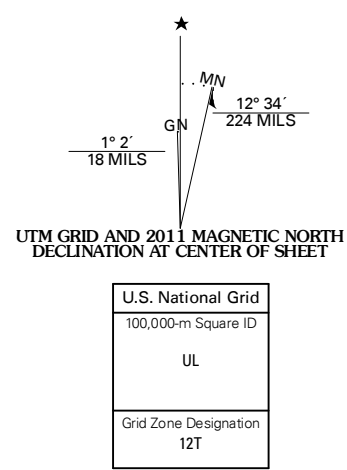 ★
MN
GN
12° 34´
224 MILS
1° 2´
18 MILS
UTM GRID AND 2011 MAGNETIC NORTH
DECLINATION AT CENTER OF SHEET
U.S. National Grid
100,000-m Square ID
UL
Grid Zone Designation
12T